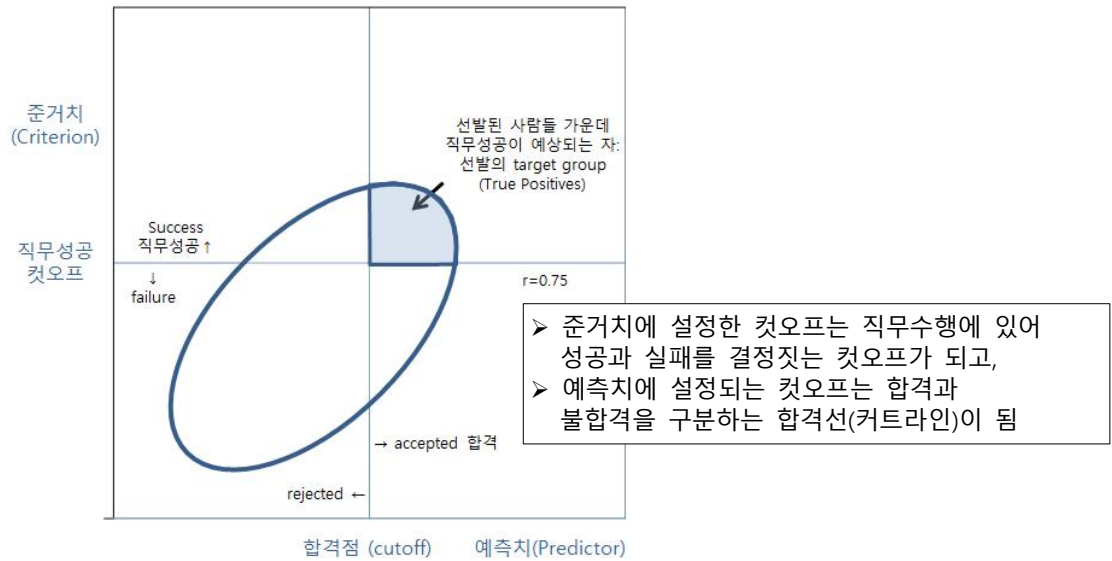 준거치
(Criterion)
선발된 사람들 가운데
직무성공이 예상되는 자:
선발의 target group
(True Positives)
Success
직무성공↑
직무성공
컷오프
↓
failure
r=0.75
➢ 준거치에 설정한 컷오프는 직무수행에 있어
성공과 실패를 결정짓는 컷오프가 되고,
➢ 예측치에 설정되는 컷오프는 합격과
불합격을 구분하는 합격선(커트라인)이 됨
→ accepted 합격
rejected ←
합격점 (cutoff)
예측치(Predictor)